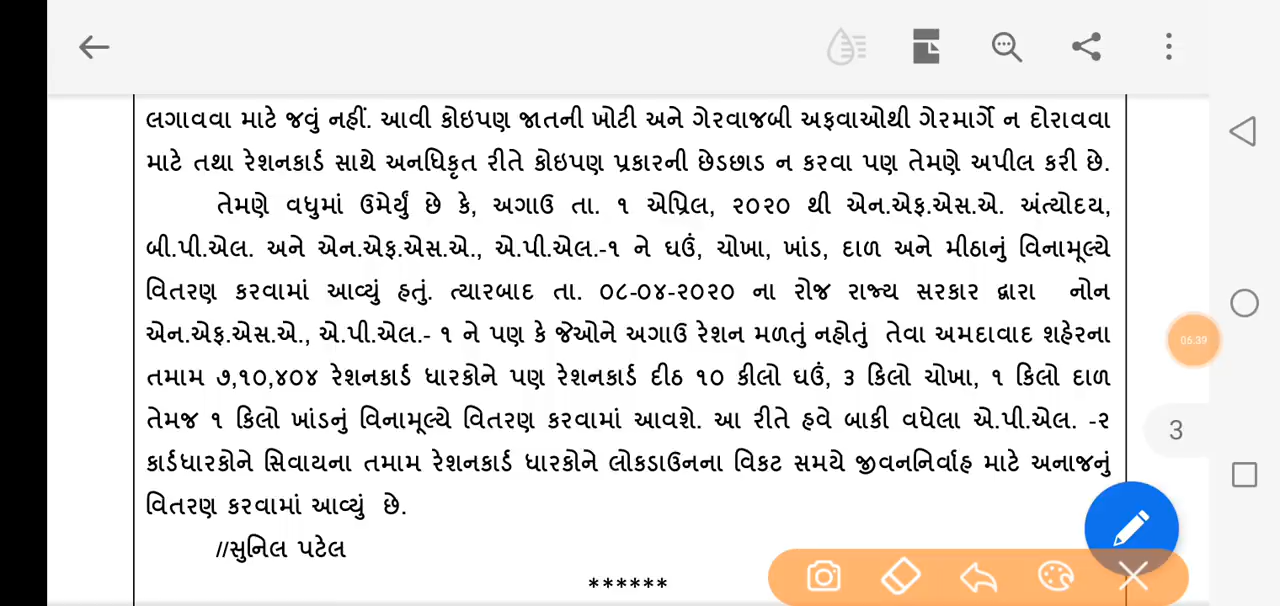 લગાવવા માટે જવું નહીં. આવી કોઇપણ જાતની ખોટી અને ગેરવાજબી અફવાઓથી ગેરમાર્ગે ન દોરાવવા
માટે તથા રેશનકાર્ડ સાથે અનધિકૃત રીતે કોઇપણ પ્રકારની છેડછાડ ન કરવા પણ તેમણે અપીલ કરી છે.
તેમણે વધુમાં ઉમેર્યું છે કે, અગાઉ તા. ૧ એપ્રિલ, ૨૦૨૦ થી એન.એફ.એસ.એ. અંત્યોદય,
બી.પી.એલ. અને એન.એફ.એસ.એ., એ.પી.એલ.-૧ ને ઘઉં, ચોખા, ખાંડ, દાળ અને મીઠાનું વિનામૂલ્યે
વિતરણ કરવામાં આવ્યું હતું. ત્યારબાદ તા. ૦૮-૦૪-૨૦૨૦ ના રોજ રાજ્ય સરકાર દ્વારા નોન
એન.એફ.એસ.એ., એ.પી.એલ.- ૧ ને પણ કે જેઓને અગાઉ રેશન મળતું નહોતું તેવા અમદાવાદ શહેરના
06:39
તમામ ૭,૧૦,૪૦૪ રેશનકાર્ડ ધારકોને પણ રેશનકાર્ડ દીઠ ૧૦ કીલો ઘઉં, ૩ કિલો ચોખા, ૧ કિલો દાળ
તેમજ ૧ કિલો ખાંડનું વિનામૂલ્યે વિતરણ કરવામાં આવશે. આ રીતે હવે બાકી વધેલા એ.પી.એલ. -૨
3
કાર્ડધારકોને સિવાયના તમામ રેશનકાર્ડ ધારકોને લોકડાઉનના વિકટ સમયે જીવનનિર્વાહ માટે અનાજનું
વિતરણ કરવામાં આવ્યું છે.
//સુનિલ પટેલ
******